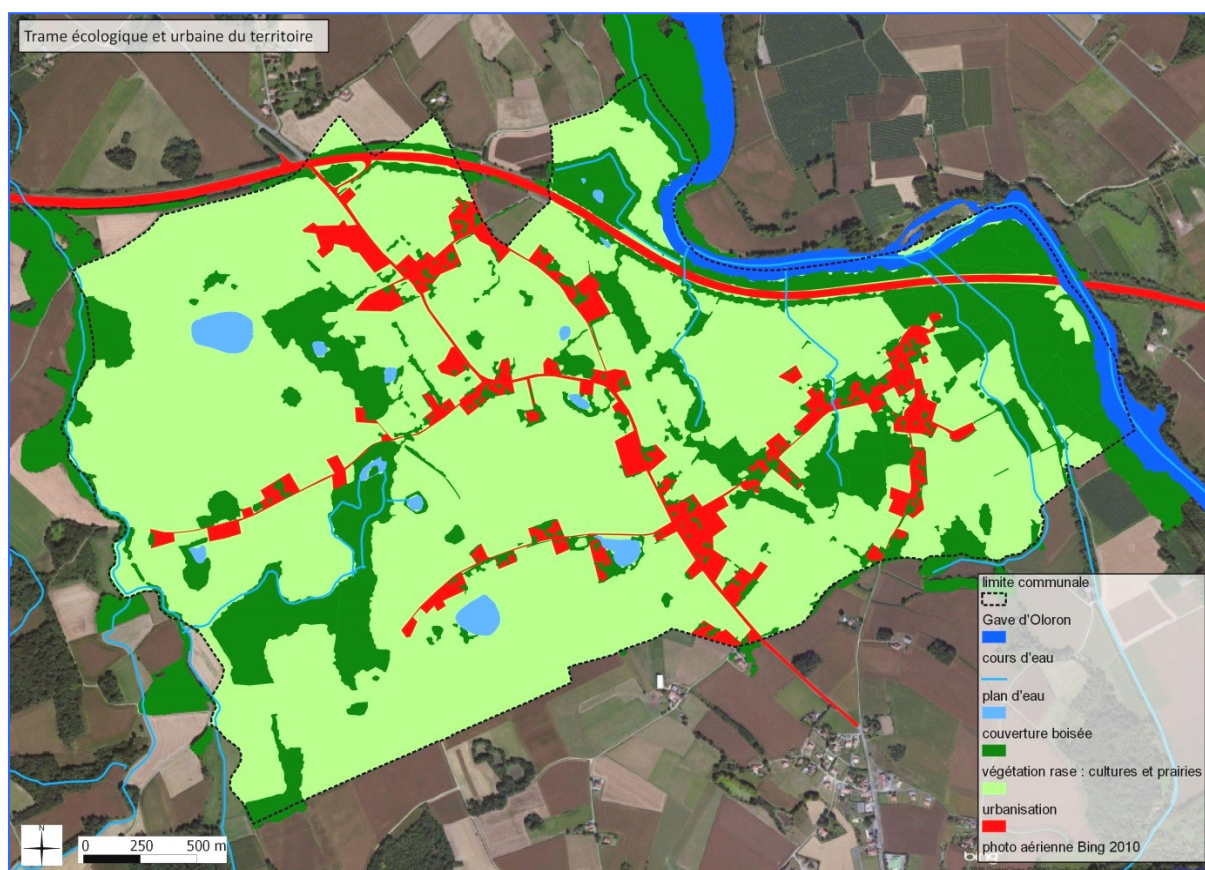 Trame écologique et urbaine du territoire
limite communale
Gave d'Oloron
cours d'eau
plan d'eau
couverture boisée
végétation rase : cultures et prairies
urbanisation
photo aérienne Bing 2010
N
0 250 500 m
bing